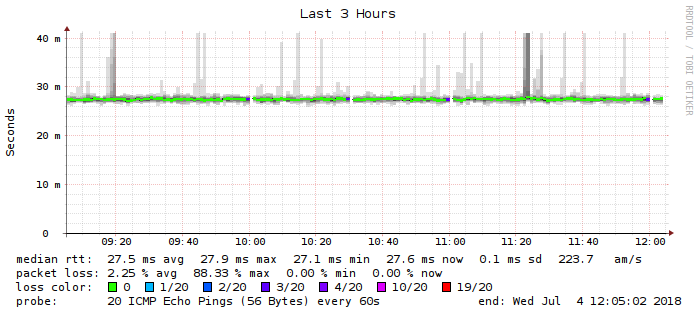 Last 3 Hours
RRDTOOL / TOBI OETIKER
Seconds
40 m
30 m
20 m
10 m
0
09:20 09:40 10:00 10:20 10:40 11:00 11:20 11:40 12:00
median rtt: 27.5 ms avg 27.9 ms max 27.1 ms min 27.6 ms now 0.1 ms sd 223.7 am/s
packet loss: 2.25 % avg 88.33 % max 0.00 % min 0.00 % now
loss color: 0 1/20 2/20 3/20 4/20 10/20 19/20
probe: 20 ICMP Echo Pings (56 Bytes) every 60s end: Wed Jul 4 12:05:02 2018